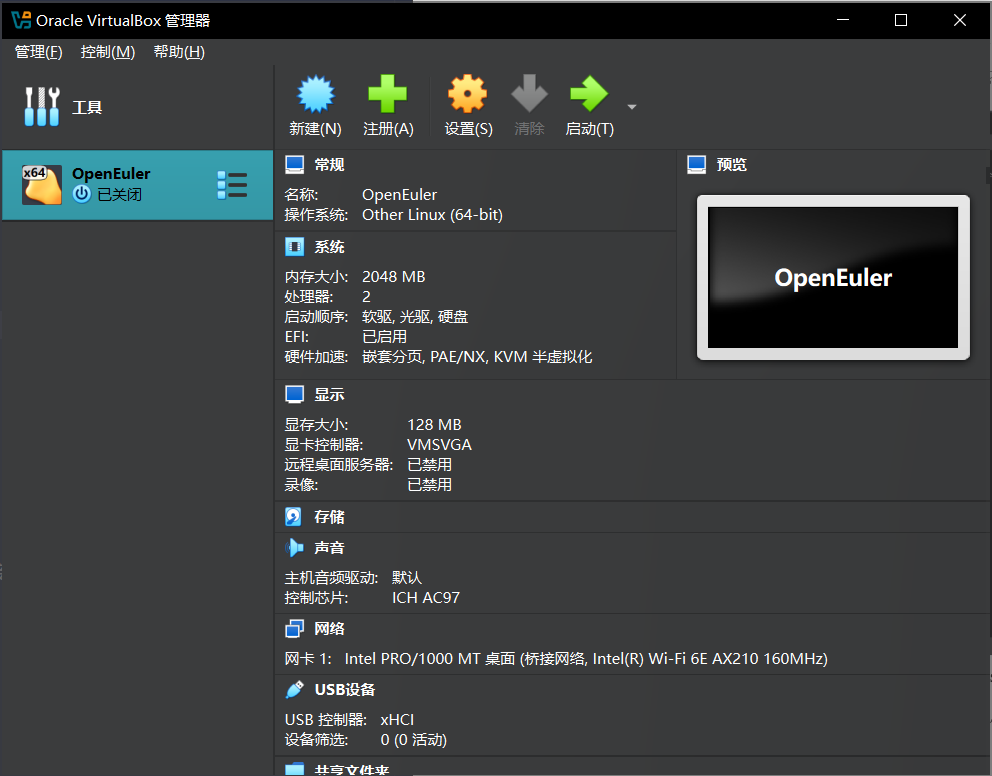 Oracle VirtualBox 管理器
管理(F) 控制(M) 帮助(H)
工具
新建(N) 注册(A) 设置(S) 清除 启动(T)
x64
OpenEuler
已关闭
常规
名称: OpenEuler
操作系统: Other Linux (64-bit)
预览
OpenEuler
系统
内存大小: 2048 MB
处理器: 2
启动顺序: 软驱, 光驱, 硬盘
EFI: 已启用
硬件加速: 嵌套分页, PAE/NX, KVM 半虚拟化
显示
显存大小: 128 MB
显卡控制器: VMSVGA
远程桌面服务器: 已禁用
录像: 已禁用
存储
声音
主机音频驱动: 默认
控制芯片: ICH AC97
网络
网卡 1: Intel PRO/1000 MT 桌面 (桥接网络, Intel(R) Wi-Fi 6E AX210 160MHz)
USB设备
USB 控制器: xHCI
设备筛选: 0 (0 活动)
共享文件夹